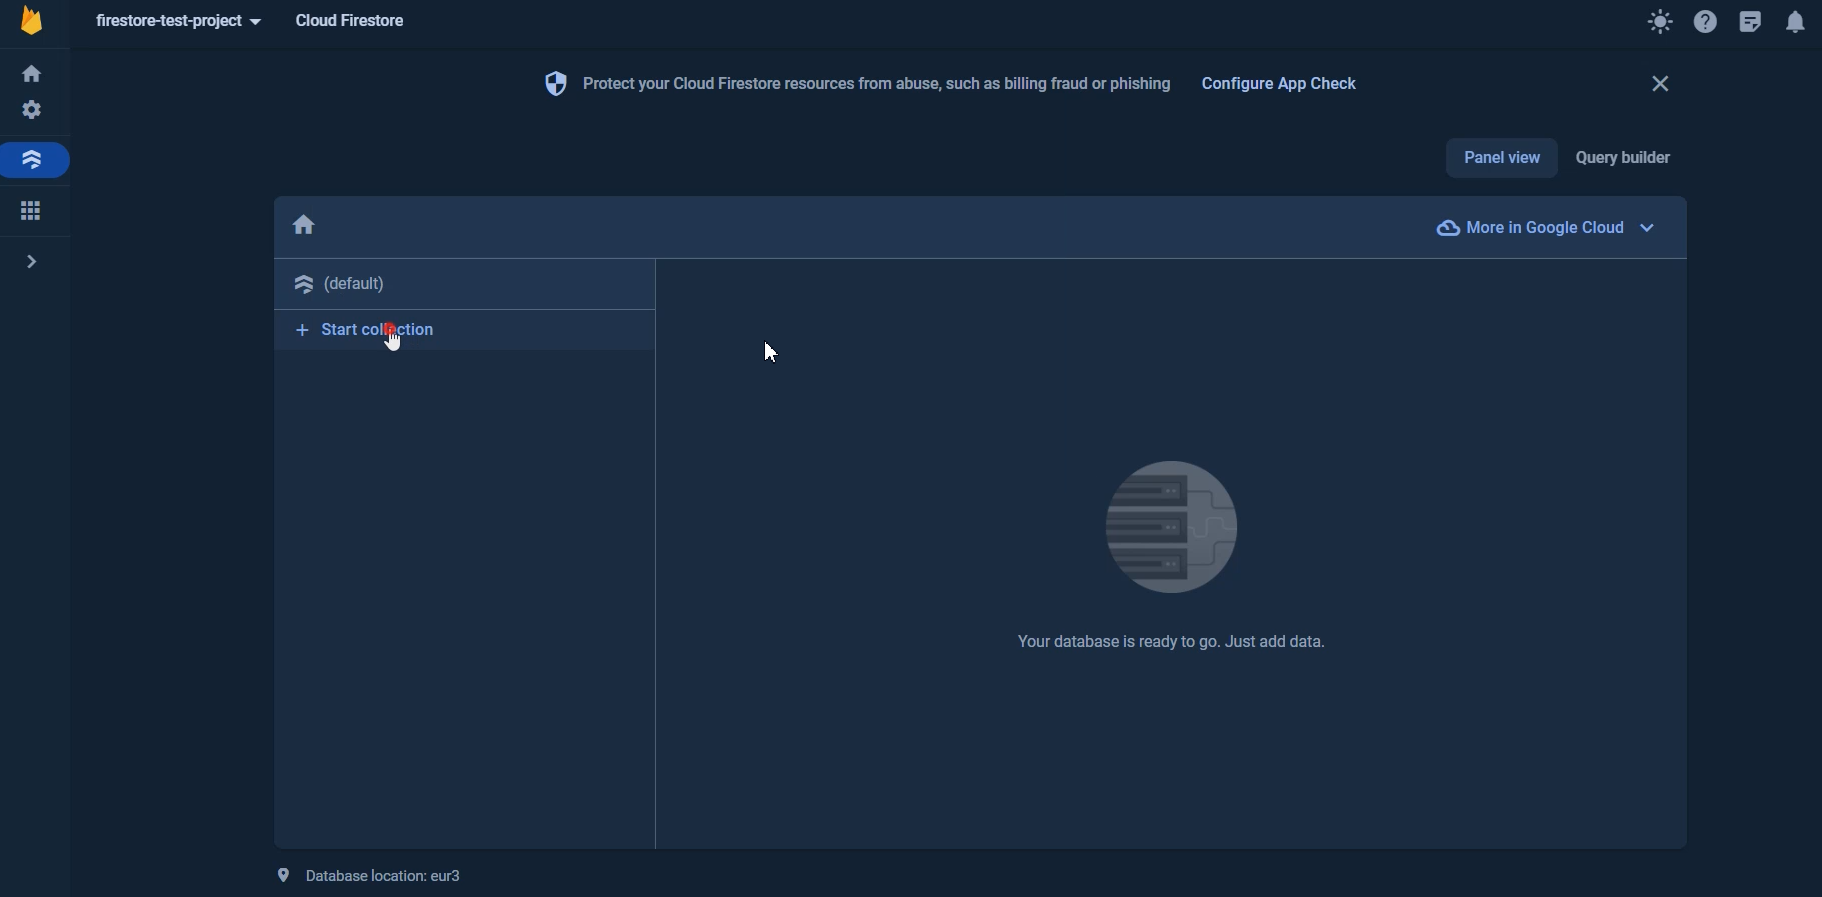 firestore-test-project Cloud Firestore
Protect your Cloud Firestore resources from abuse, such as billing fraud or phishing Configure App Check
Panel view Query builder
More in Google Cloud
(default)
+ Start collection
Your database is ready to go. Just add data.
Database location: eur3